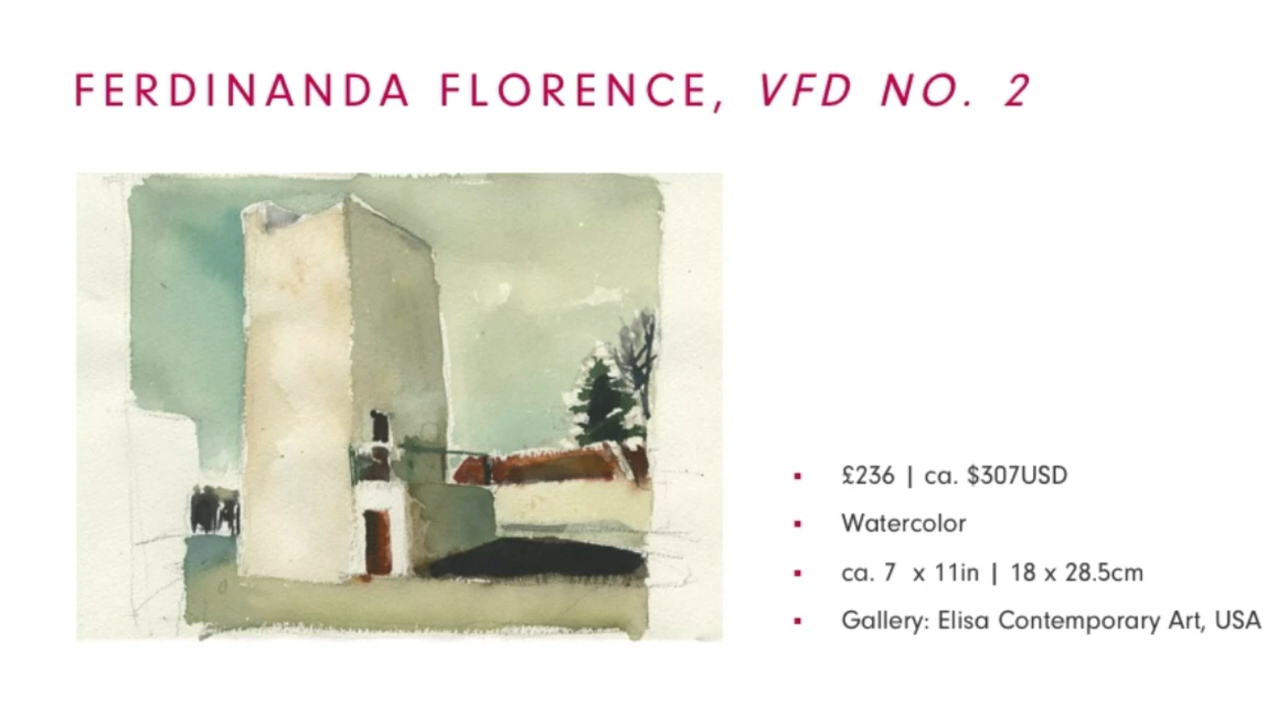 FERDINANDA FLORENCE, VFD NO. 2
▪ £236 | ca. $307USD
▪ Watercolor
▪ ca. 7 x 11in | 18 x 28.5cm
▪ Gallery: Elisa Contemporary Art, USA